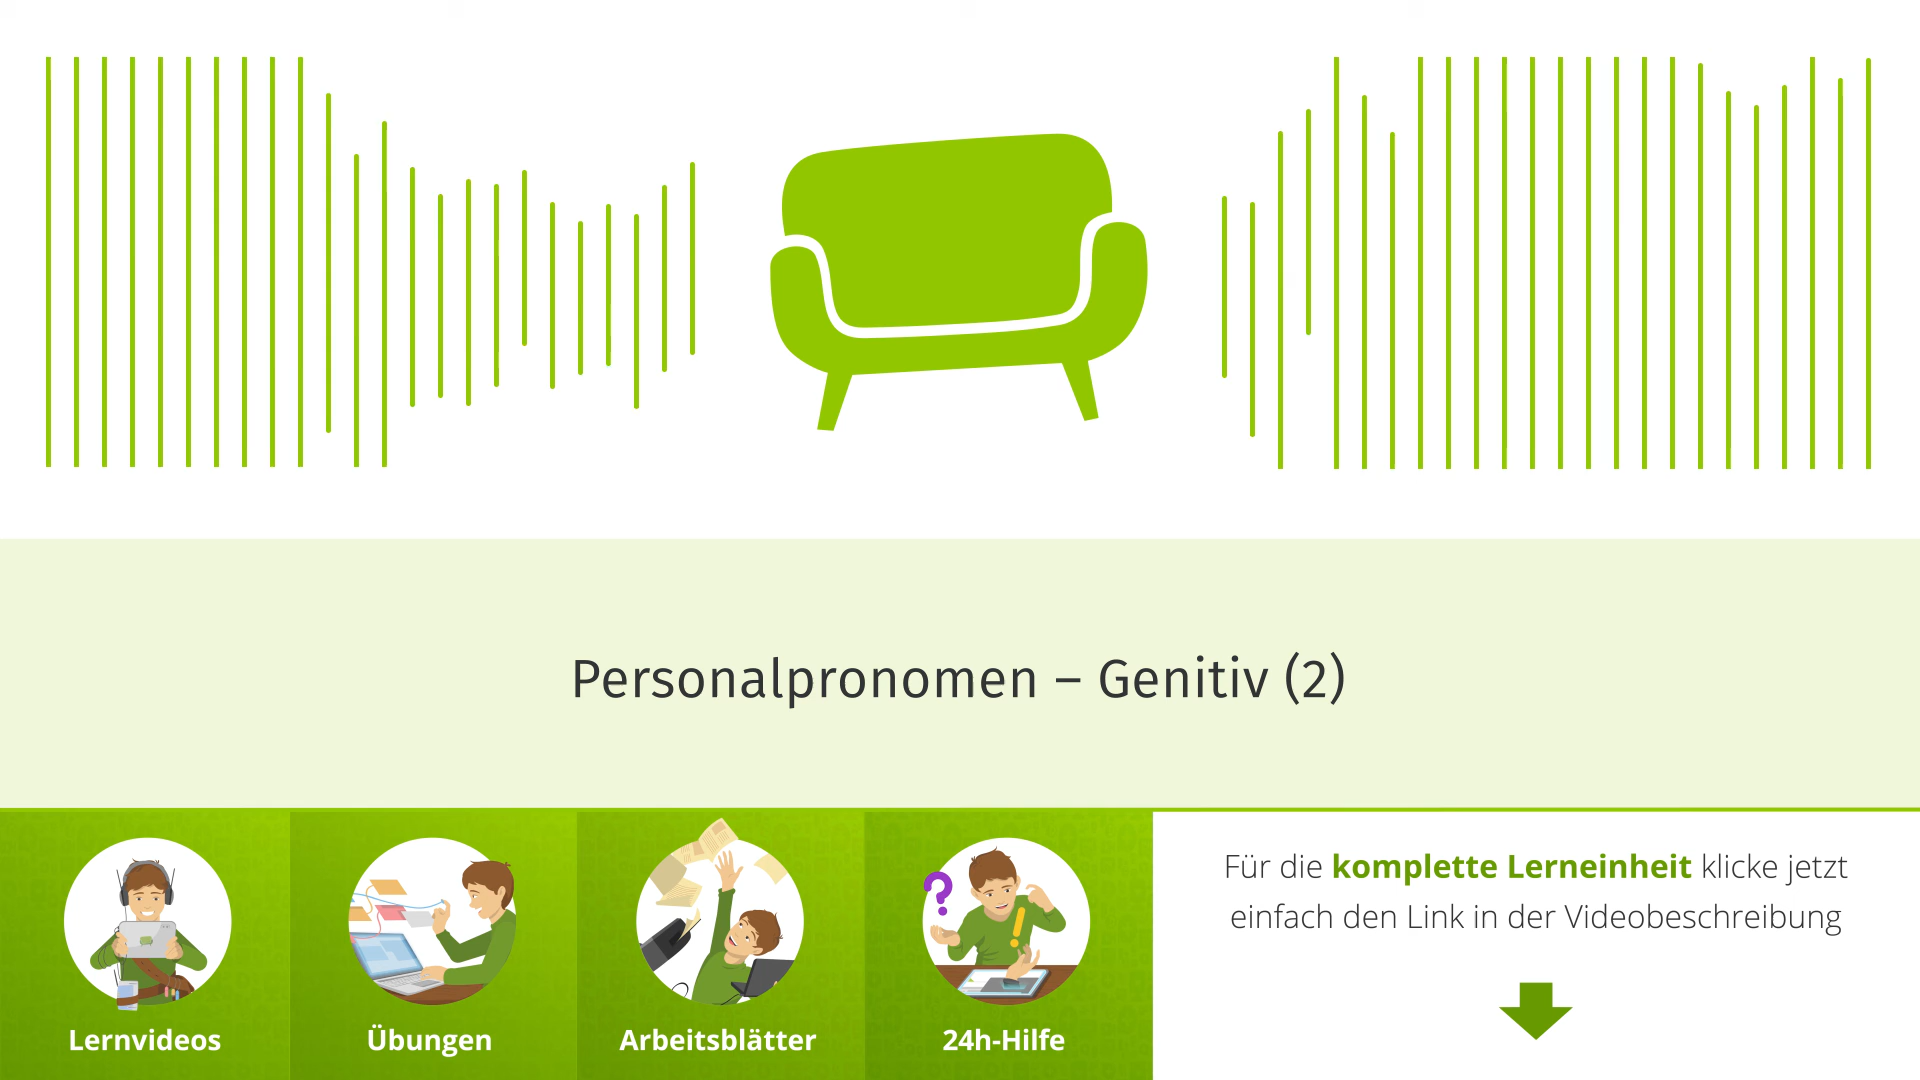 Personalpronomen – Genitiv (2)
Lernvideos
Übungen
Arbeitsblätter
24h-Hilfe
Für die komplette Lerneinheit klicke jetzt
einfach den Link in der Videobeschreibung